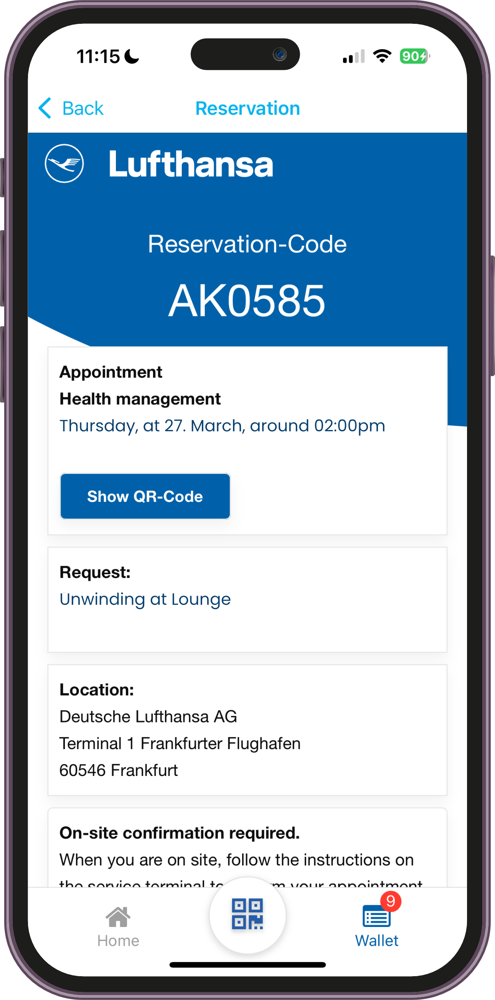 11:15
90
Back
Reservation
Lufthansa
Reservation-Code
AK0585
Appointment
Health management
Thursday, at 27. March, around 02:00pm
Show QR-Code
Request:
Unwinding at Lounge
Location:
Deutsche Lufthansa AG
Terminal 1 Frankfurter Flughafen
60546 Frankfurt
On-site confirmation required.
When you are on site, follow the instructions on
the service terminal your appointment
9
Home
Wallet